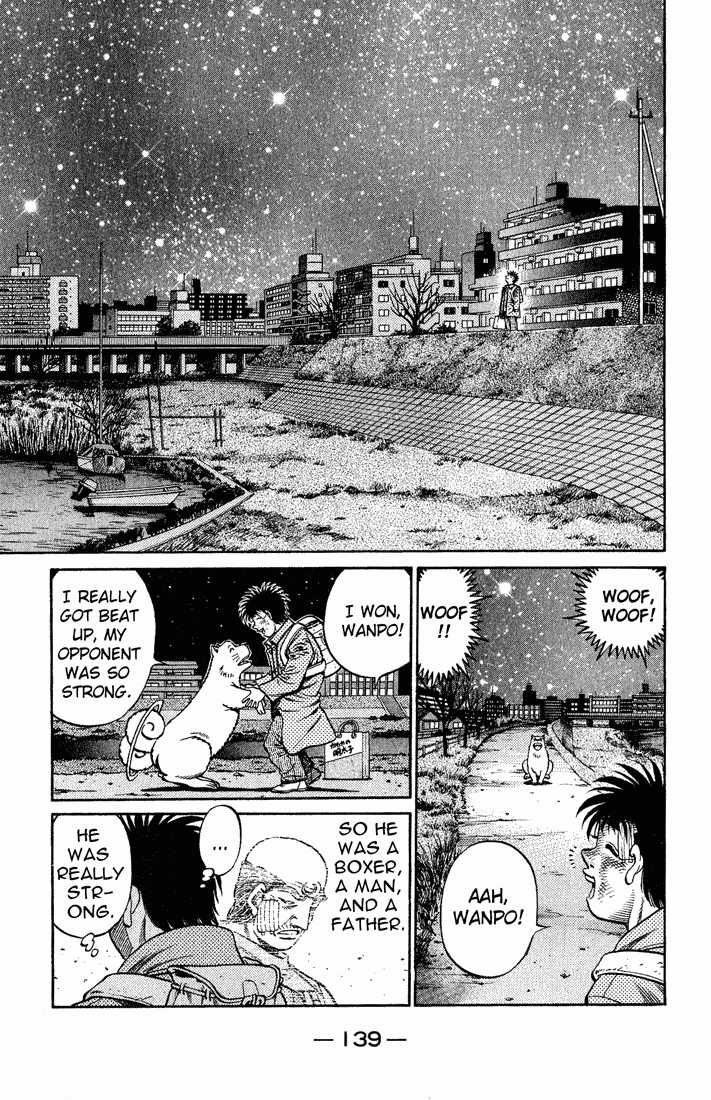 WOOF,
WOOF!
WOOF
!!
AAH,
WANPO!
I WON,
WANPO!
I REALLY
GOT BEAT
UP, MY
OPPONENT
WAS SO
STRONG.
SO HE
WAS A
BOXER,
A MAN,
AND A
FATHER.
...
HE
WAS
REALLY
STR-
ONG.
— 139 —